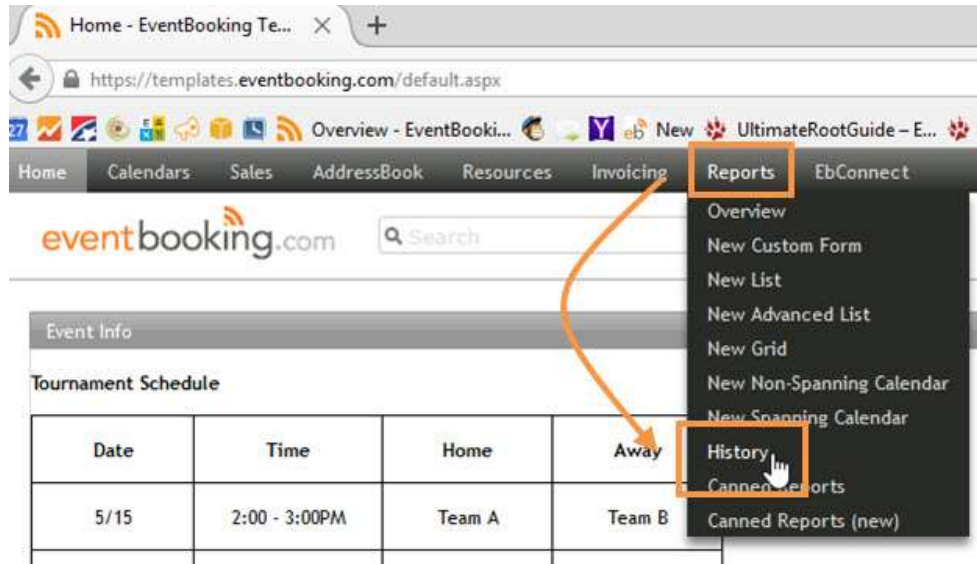 Home - EventBooking Te...
https://templates.eventbooking.com/default.aspx
27 Overview - EventBooki... eb New UltimateRootGuide – E...
Home Calendars Sales AddressBook Resources Invoicing Reports EbConnect
eventbooking.com Search
Overview
New Custom Form
New List
New Advanced List
New Grid
New Non-Spanning Calendar
New Spanning Calendar
History
Canned Reports
Canned Reports (new)
Event Info
Tournament Schedule
Date Time Home Away
5/15 2:00 - 3:00PM Team A Team B